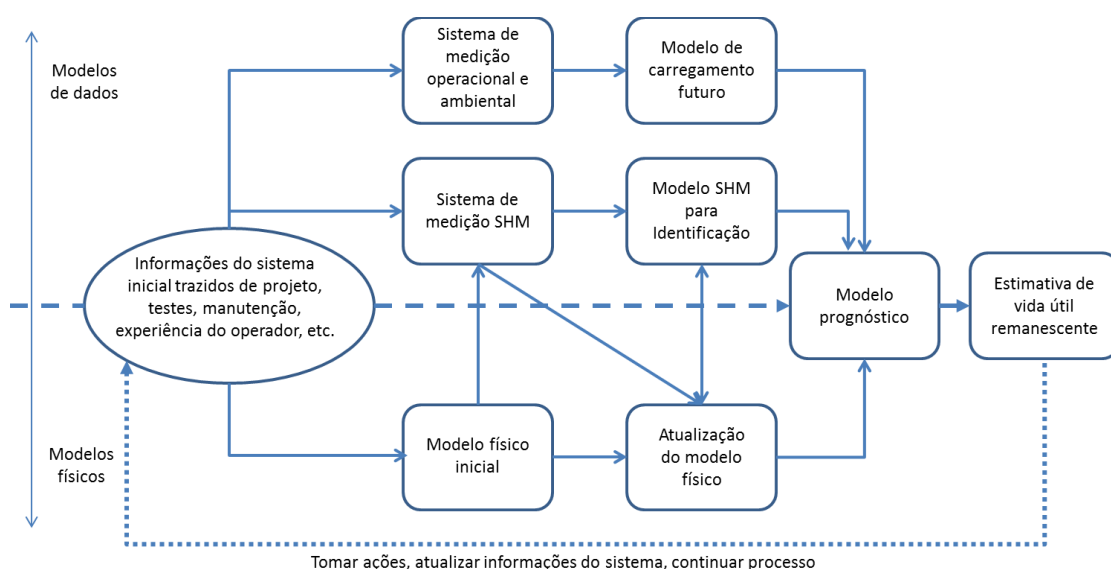 Modelos
de dados
Sistema de
medição
operacional e
ambiental
Modelo de
carregamento
futuro
Sistema de
medição SHM
Modelo SHM
para
Identificação
Informações do sistema
inicial trazidos de projeto,
testes, manutenção,
experiência do operador, etc.
Modelo
prognóstico
Estimativa de
vida útil
remanescente
Modelos
físicos
Modelo físico
inicial
Atualização
do modelo
físico
Tomar ações, atualizar informações do sistema, continuar processo